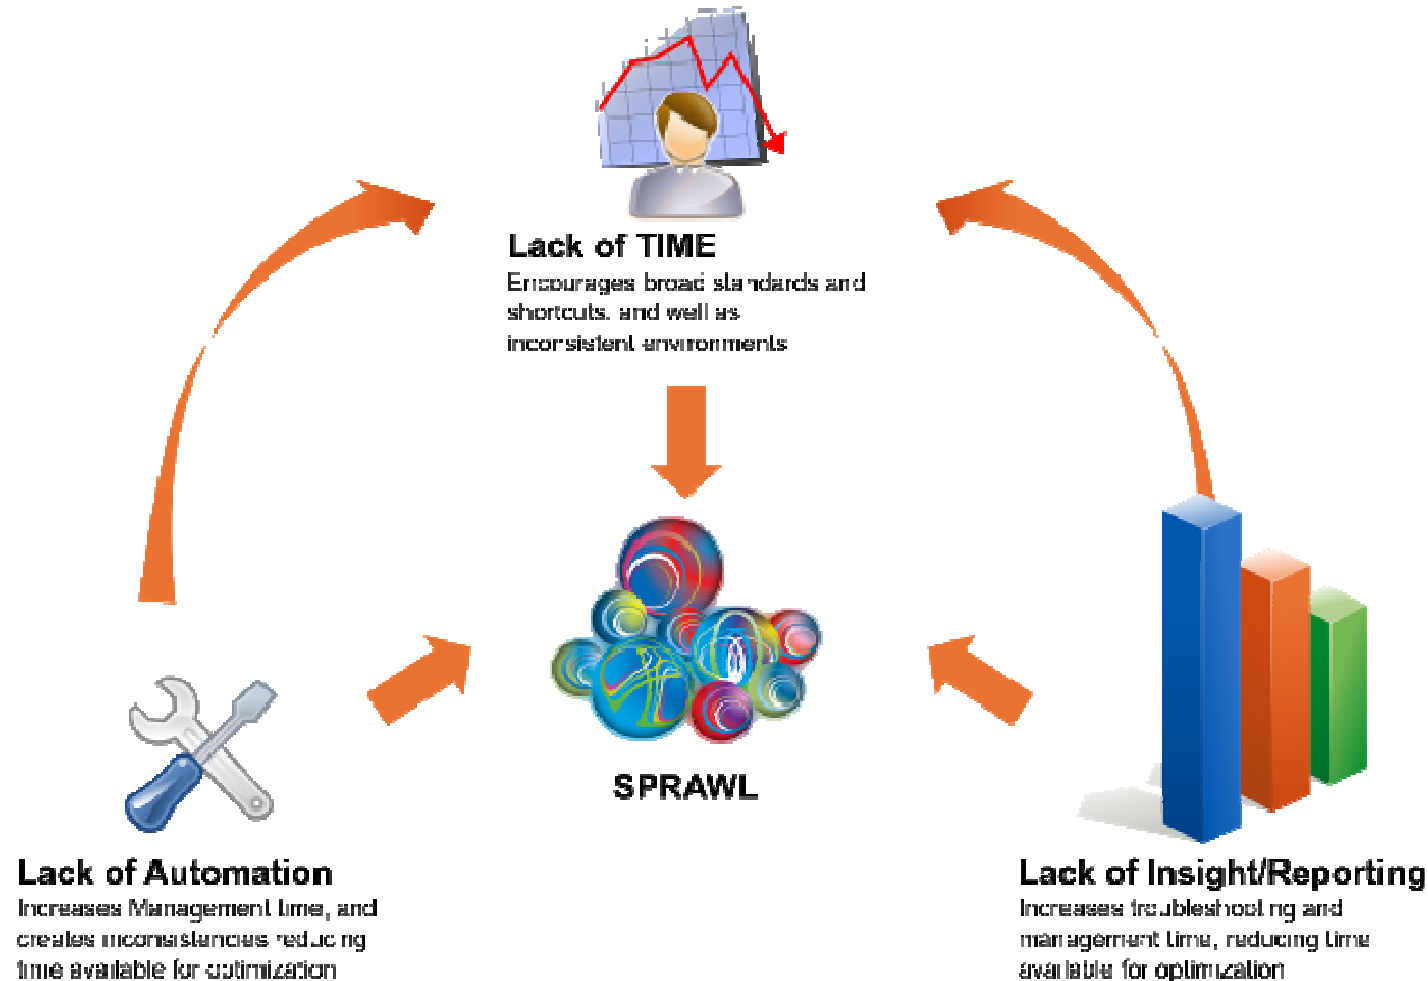 Lack of TIME
Encourages broad standards and
shortcuts, and well as
inconsistent environments
SPRAWL
Lack of Automation
Increases Management time, and
creates inconsistencies reducing
time available for optimization
Lack of Insight/Reporting
Increases troubleshooting and
management time, reducing time
available for optimization